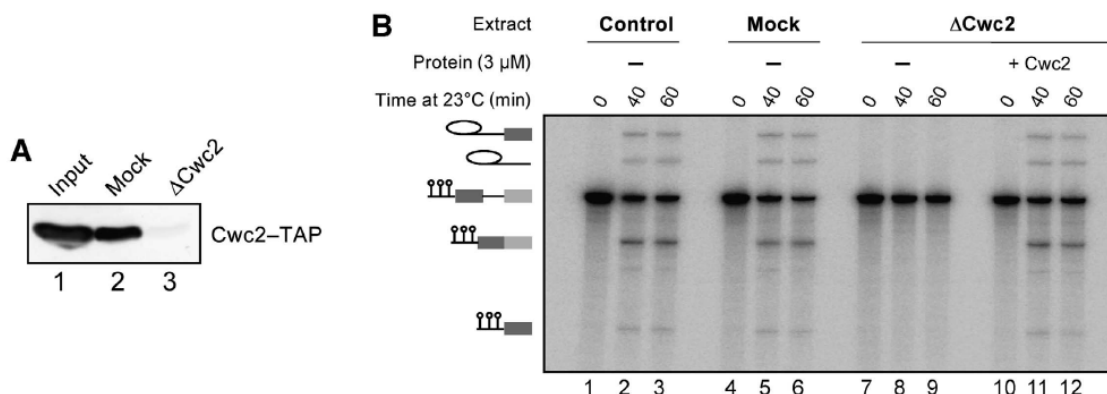 A
Input Mock ΔCwc2
Cwc2–TAP
1 2 3
B
Extract Control Mock ΔCwc2
Protein (3 μM) – – – + Cwc2
Time at 23°C (min) 0 40 60 0 40 60 0 40 60 0 40 60
1 2 3 4 5 6 7 8 9 10 11 12